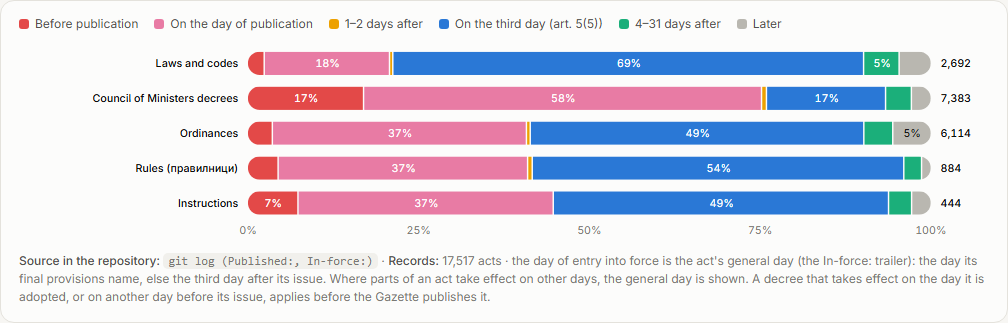 Before publication On the day of publication 1–2 days after On the third day (art. 5(5)) 4–31 days after Later
Laws and codes 18% 69% 5% 2,692
Council of Ministers decrees 17% 58% 17% 7,383
Ordinances 37% 49% 5% 6,114
Rules (правилници) 37% 54% 884
Instructions 7% 37% 49% 444
0% 25% 50% 75% 100%
Source in the repository: git log (Published:, In-force:) · Records: 17,517 acts · the day of entry into force is the act's general day (the In-force: trailer): the day its
final provisions name, else the third day after its issue. Where parts of an act take effect on other days, the general day is shown. A decree that takes effect on the day it is
adopted, or on another day before its issue, applies before the Gazette publishes it.